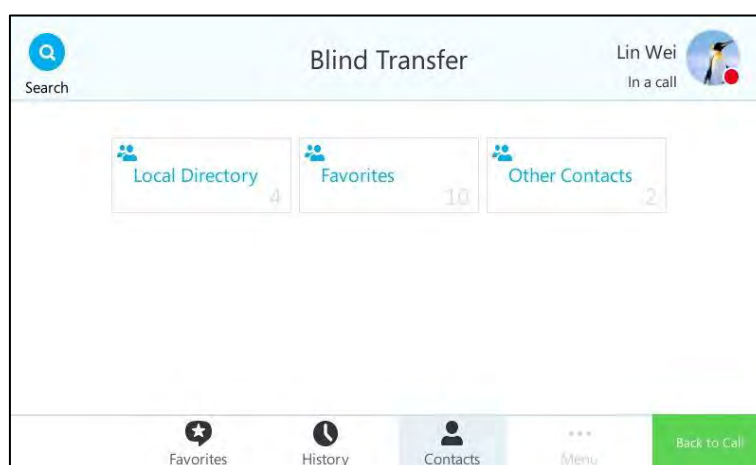 Blind Transfer
Lin Wei
In a call
Search
Local Directory
4
Favorites
10
Other Contacts
2
Favorites
History
Contacts
Menu
Back to Call